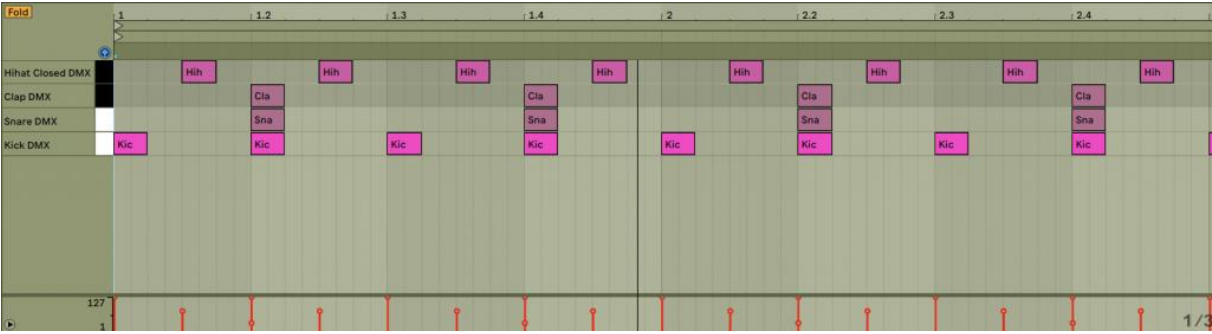 Fold
1 1.2 1.3 1.4 2 2.2 2.3 2.4
Hihat Closed DMX Hih Hih Hih Hih Hih Hih Hih Hih
Clap DMX Cla Cla Cla Cla
Snare DMX Sna Sna Sna Sna
Kick DMX Kic Kic Kic Kic Kic Kic Kic Kic
127
1
1/3